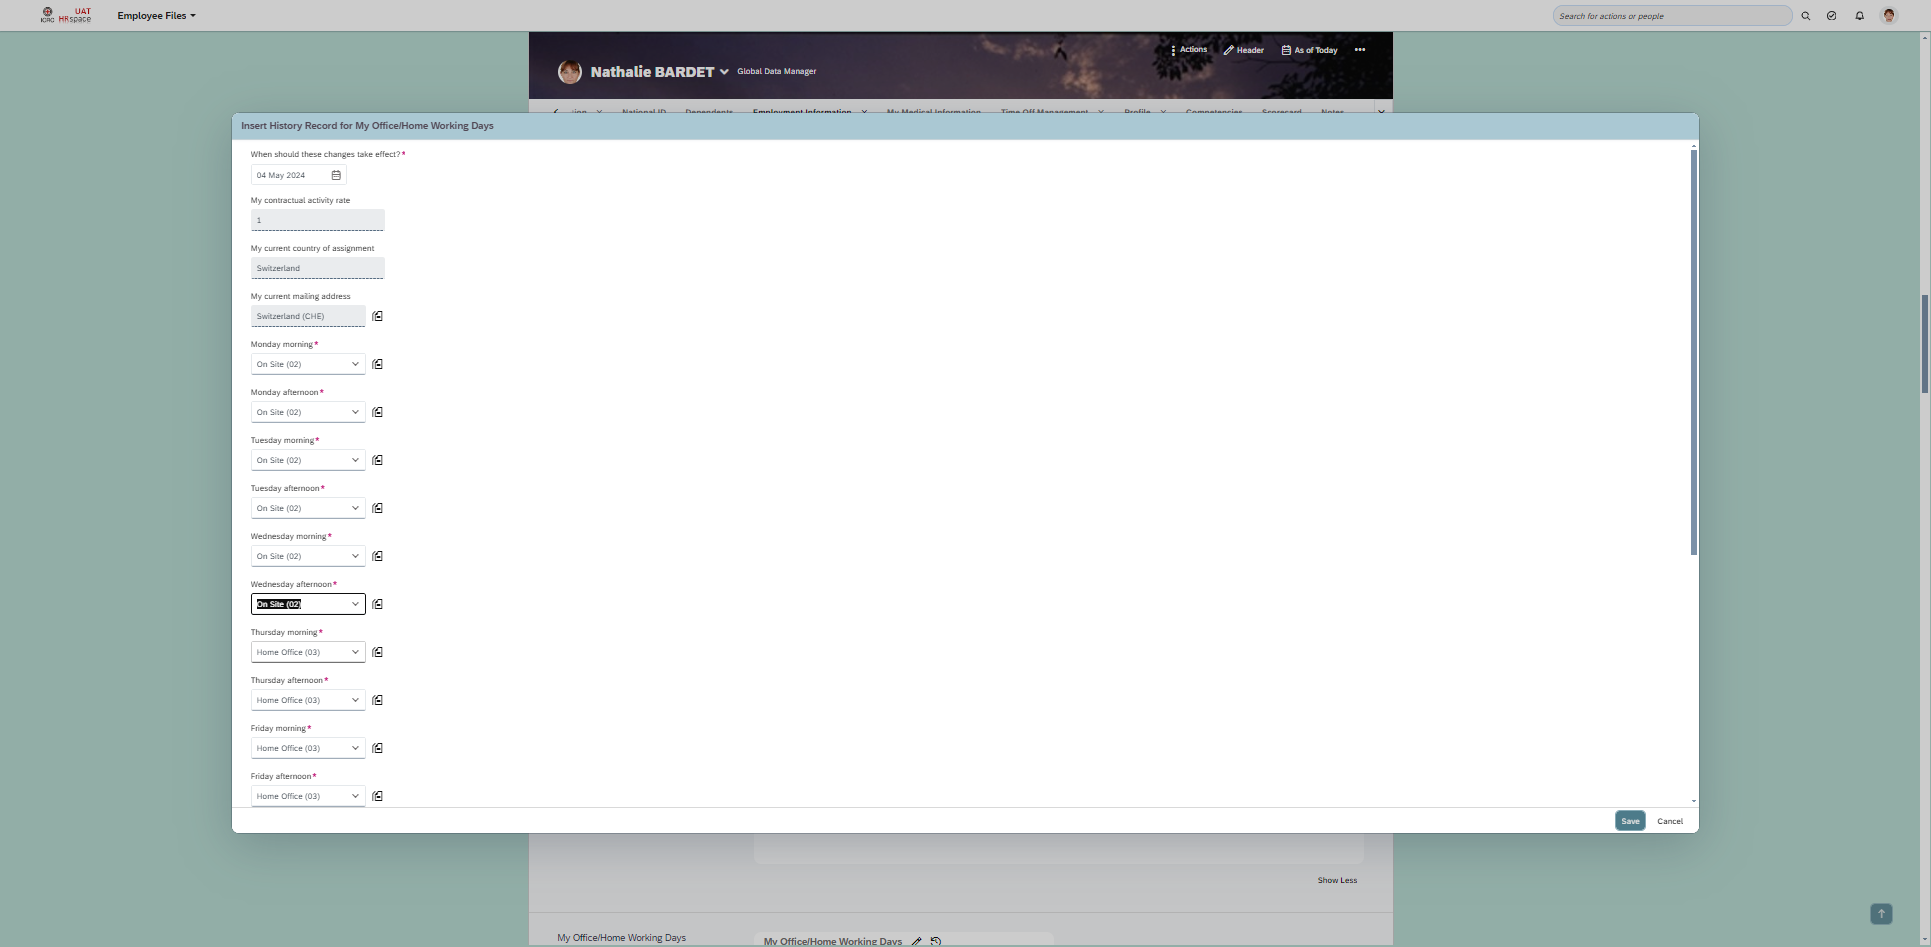 UAT
ICRC HRspace
Employee Files
Search for actions or people
Actions
Header
As of Today
Nathalie BARDET
Global Data Manager
National ID
Dependents
Employment Information
My Medical Information
Time Off Management
Profile
Competencies
Scorecard
Notes
Insert History Record for My Office/Home Working Days
When should these changes take effect?*
04 May 2024
My contractual activity rate
1
My current country of assignment
Switzerland
My current mailing address
Switzerland (CHE)
Monday morning*
On Site (02)
Monday afternoon*
On Site (02)
Tuesday morning*
On Site (02)
Tuesday afternoon*
On Site (02)
Wednesday morning*
On Site (02)
Wednesday afternoon*
On Site (02)
Thursday morning*
Home Office (03)
Thursday afternoon*
Home Office (03)
Friday morning*
Home Office (03)
Friday afternoon*
Home Office (03)
Save
Cancel
Show Less
My Office/Home Working Days
My Office/Home Working Days